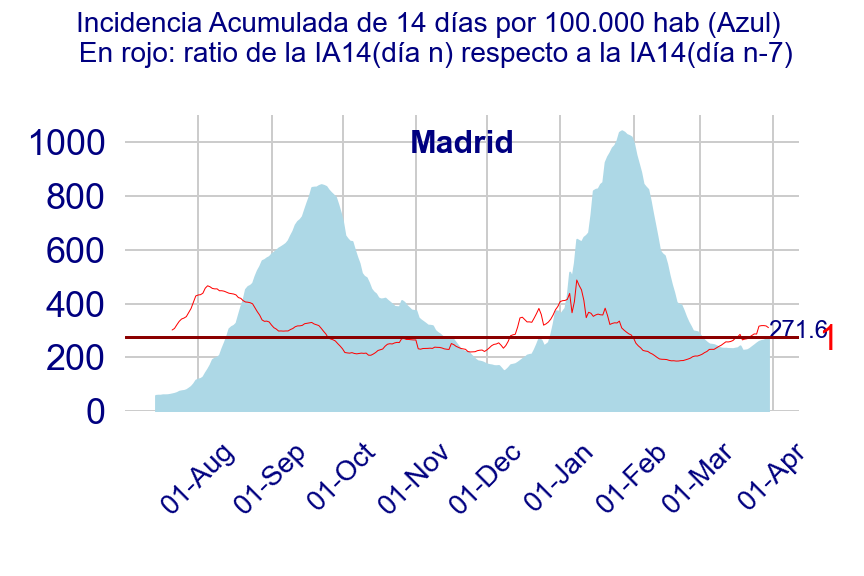 Incidencia Acumulada de 14 días por 100.000 hab (Azul)
En rojo: ratio de la IA14(día n) respecto a la IA14(día n-7)
Madrid
1000
800
600
400
200
0
271.6
1
01-Aug
01-Sep
01-Oct
01-Nov
01-Dec
01-Jan
01-Feb
01-Mar
01-Apr